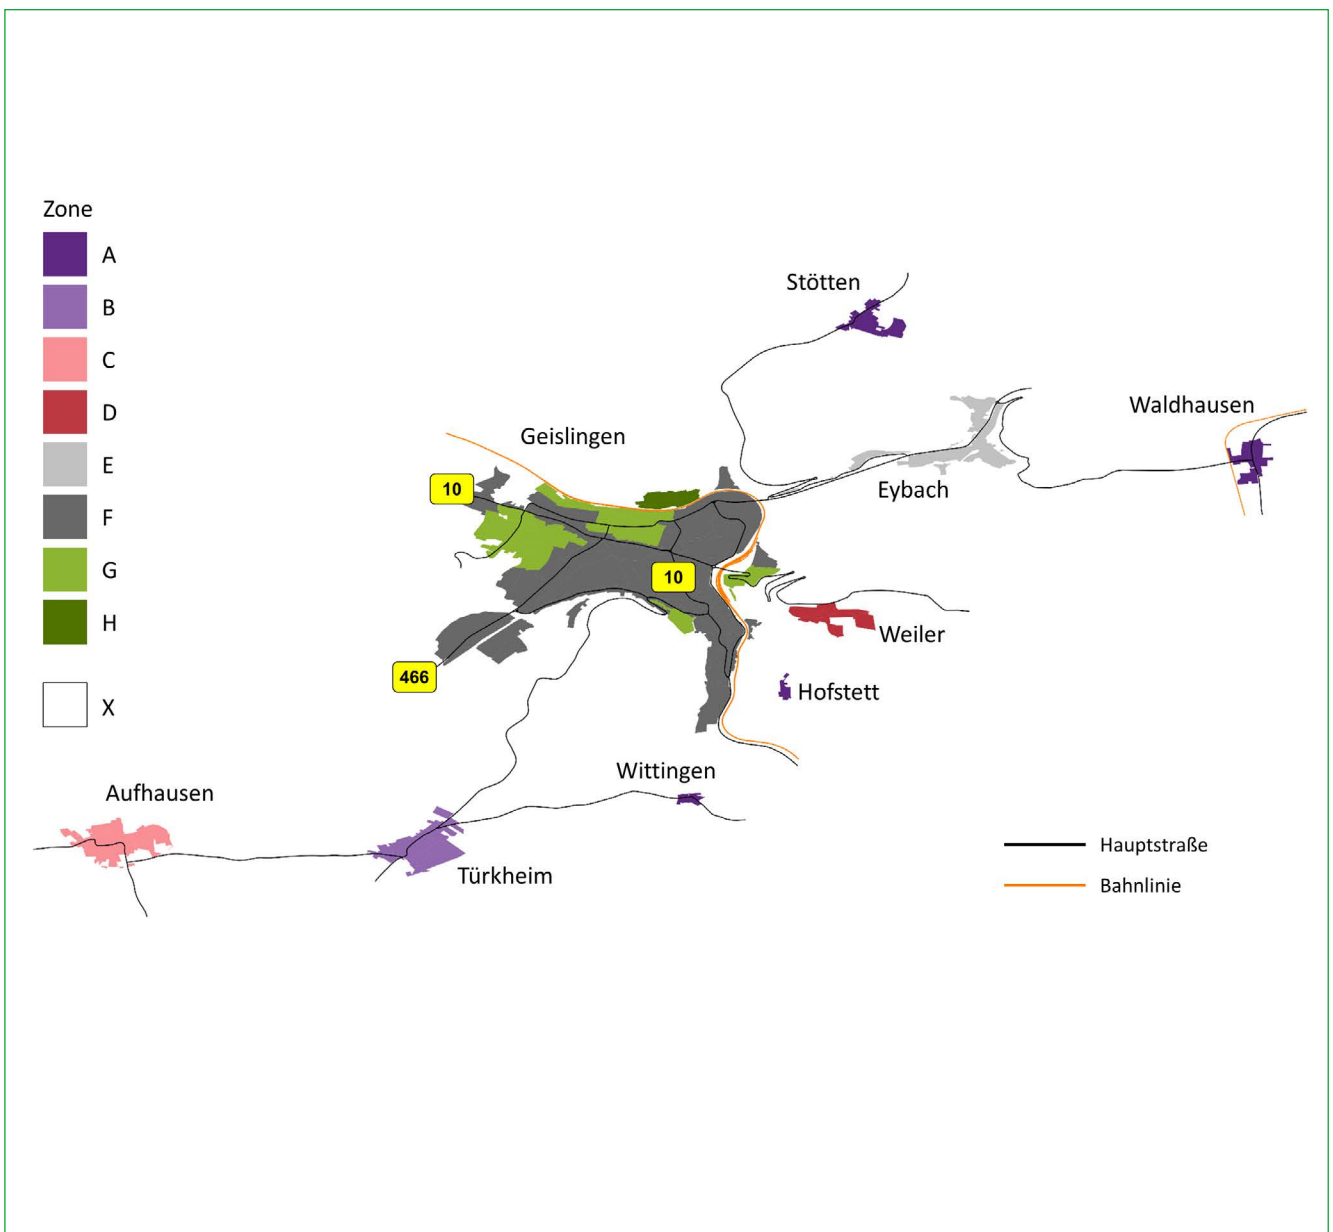 Zone
A
B
C
D
E
F
G
H
X
Stötten
Waldhausen
Geislingen
10
Eybach
10
Weiler
466
Hofstett
Wittingen
Aufhausen
Türkheim
Hauptstraße
Bahnlinie